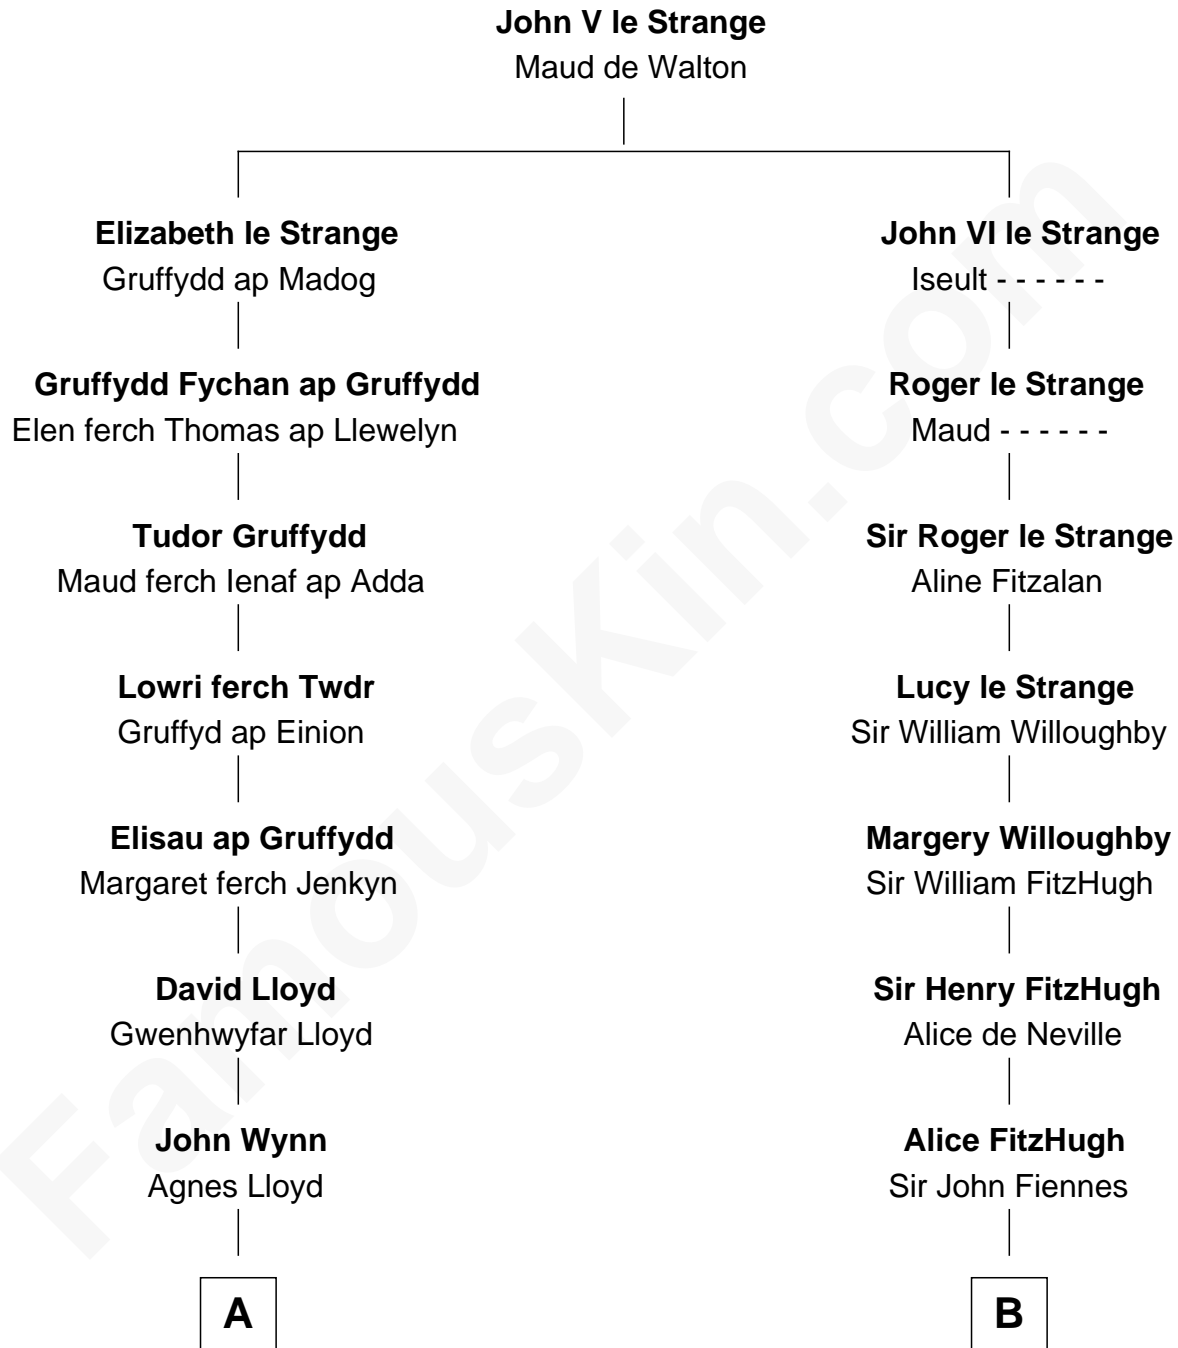 John V le Strange
Maud de Walton
Elizabeth le Strange
Gruffydd ap Madog
John VI le Strange
Iseult - - - - - -
Gruffydd Fychan ap Gruffydd
Elen ferch Thomas ap Llewelyn
Roger le Strange
Maud - - - - - -
Tudor Gruffydd
Maud ferch Ienaf ap Adda
Sir Roger le Strange
Aline Fitzalan
Lowri ferch Twdr
Gruffyd ap Einion
Lucy le Strange
Sir William Willoughby
Elisau ap Gruffydd
Margaret ferch Jenkyn
Margery Willoughby
Sir William FitzHugh
David Lloyd
Gwenhwyfar Lloyd
Sir Henry FitzHugh
Alice de Neville
John Wynn
Agnes Lloyd
Alice FitzHugh
Sir John Fiennes
A
B
FamousKin.com